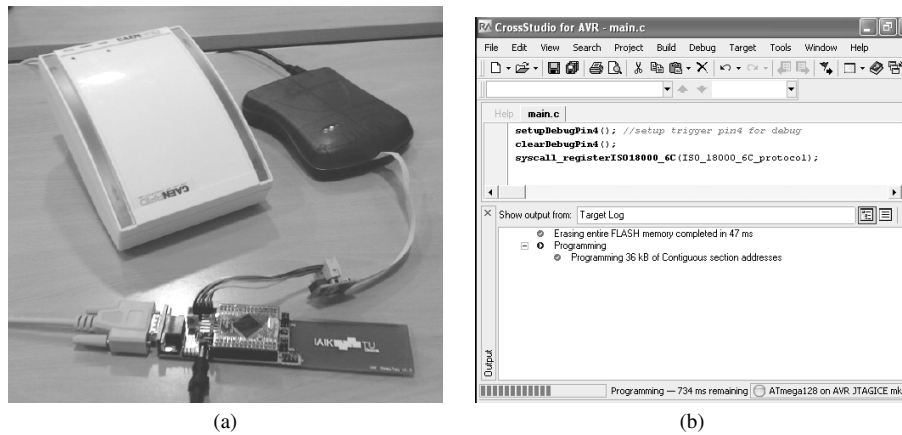 CAEN
IAIK TU
(a)
CrossStudio for AVR - main.c
File Edit View Search Project Build Debug Target Tools Window Help
Help main.c
setupDebugPin4(); //setup trigger pin4 for debug
clearDebugPin4();
syscall_registerISO18000_6C(ISO_18000_6C_protocol);
Show output from: Target Log
Erasing entire FLASH memory completed in 47 ms
Programming
Programming 36 kB of Contiguous section addresses
Output
Programming — 734 ms remaining ATmega128 on AVR JTAGICE mk
(b)